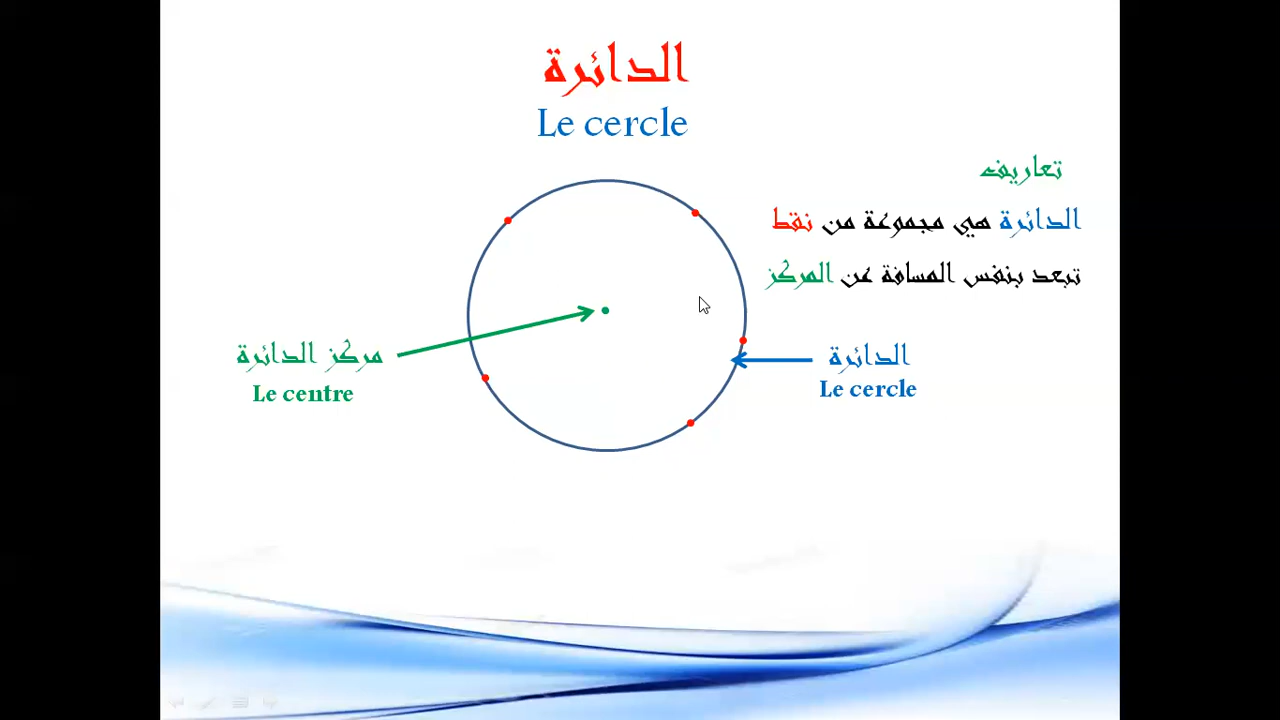 الدائرة
Le cercle
تعاريف
الدائرة هي مجموعة من نقط
تبعد بنفس المسافة عن المركز
مركز الدائرة
Le centre
الدائرة
Le cercle